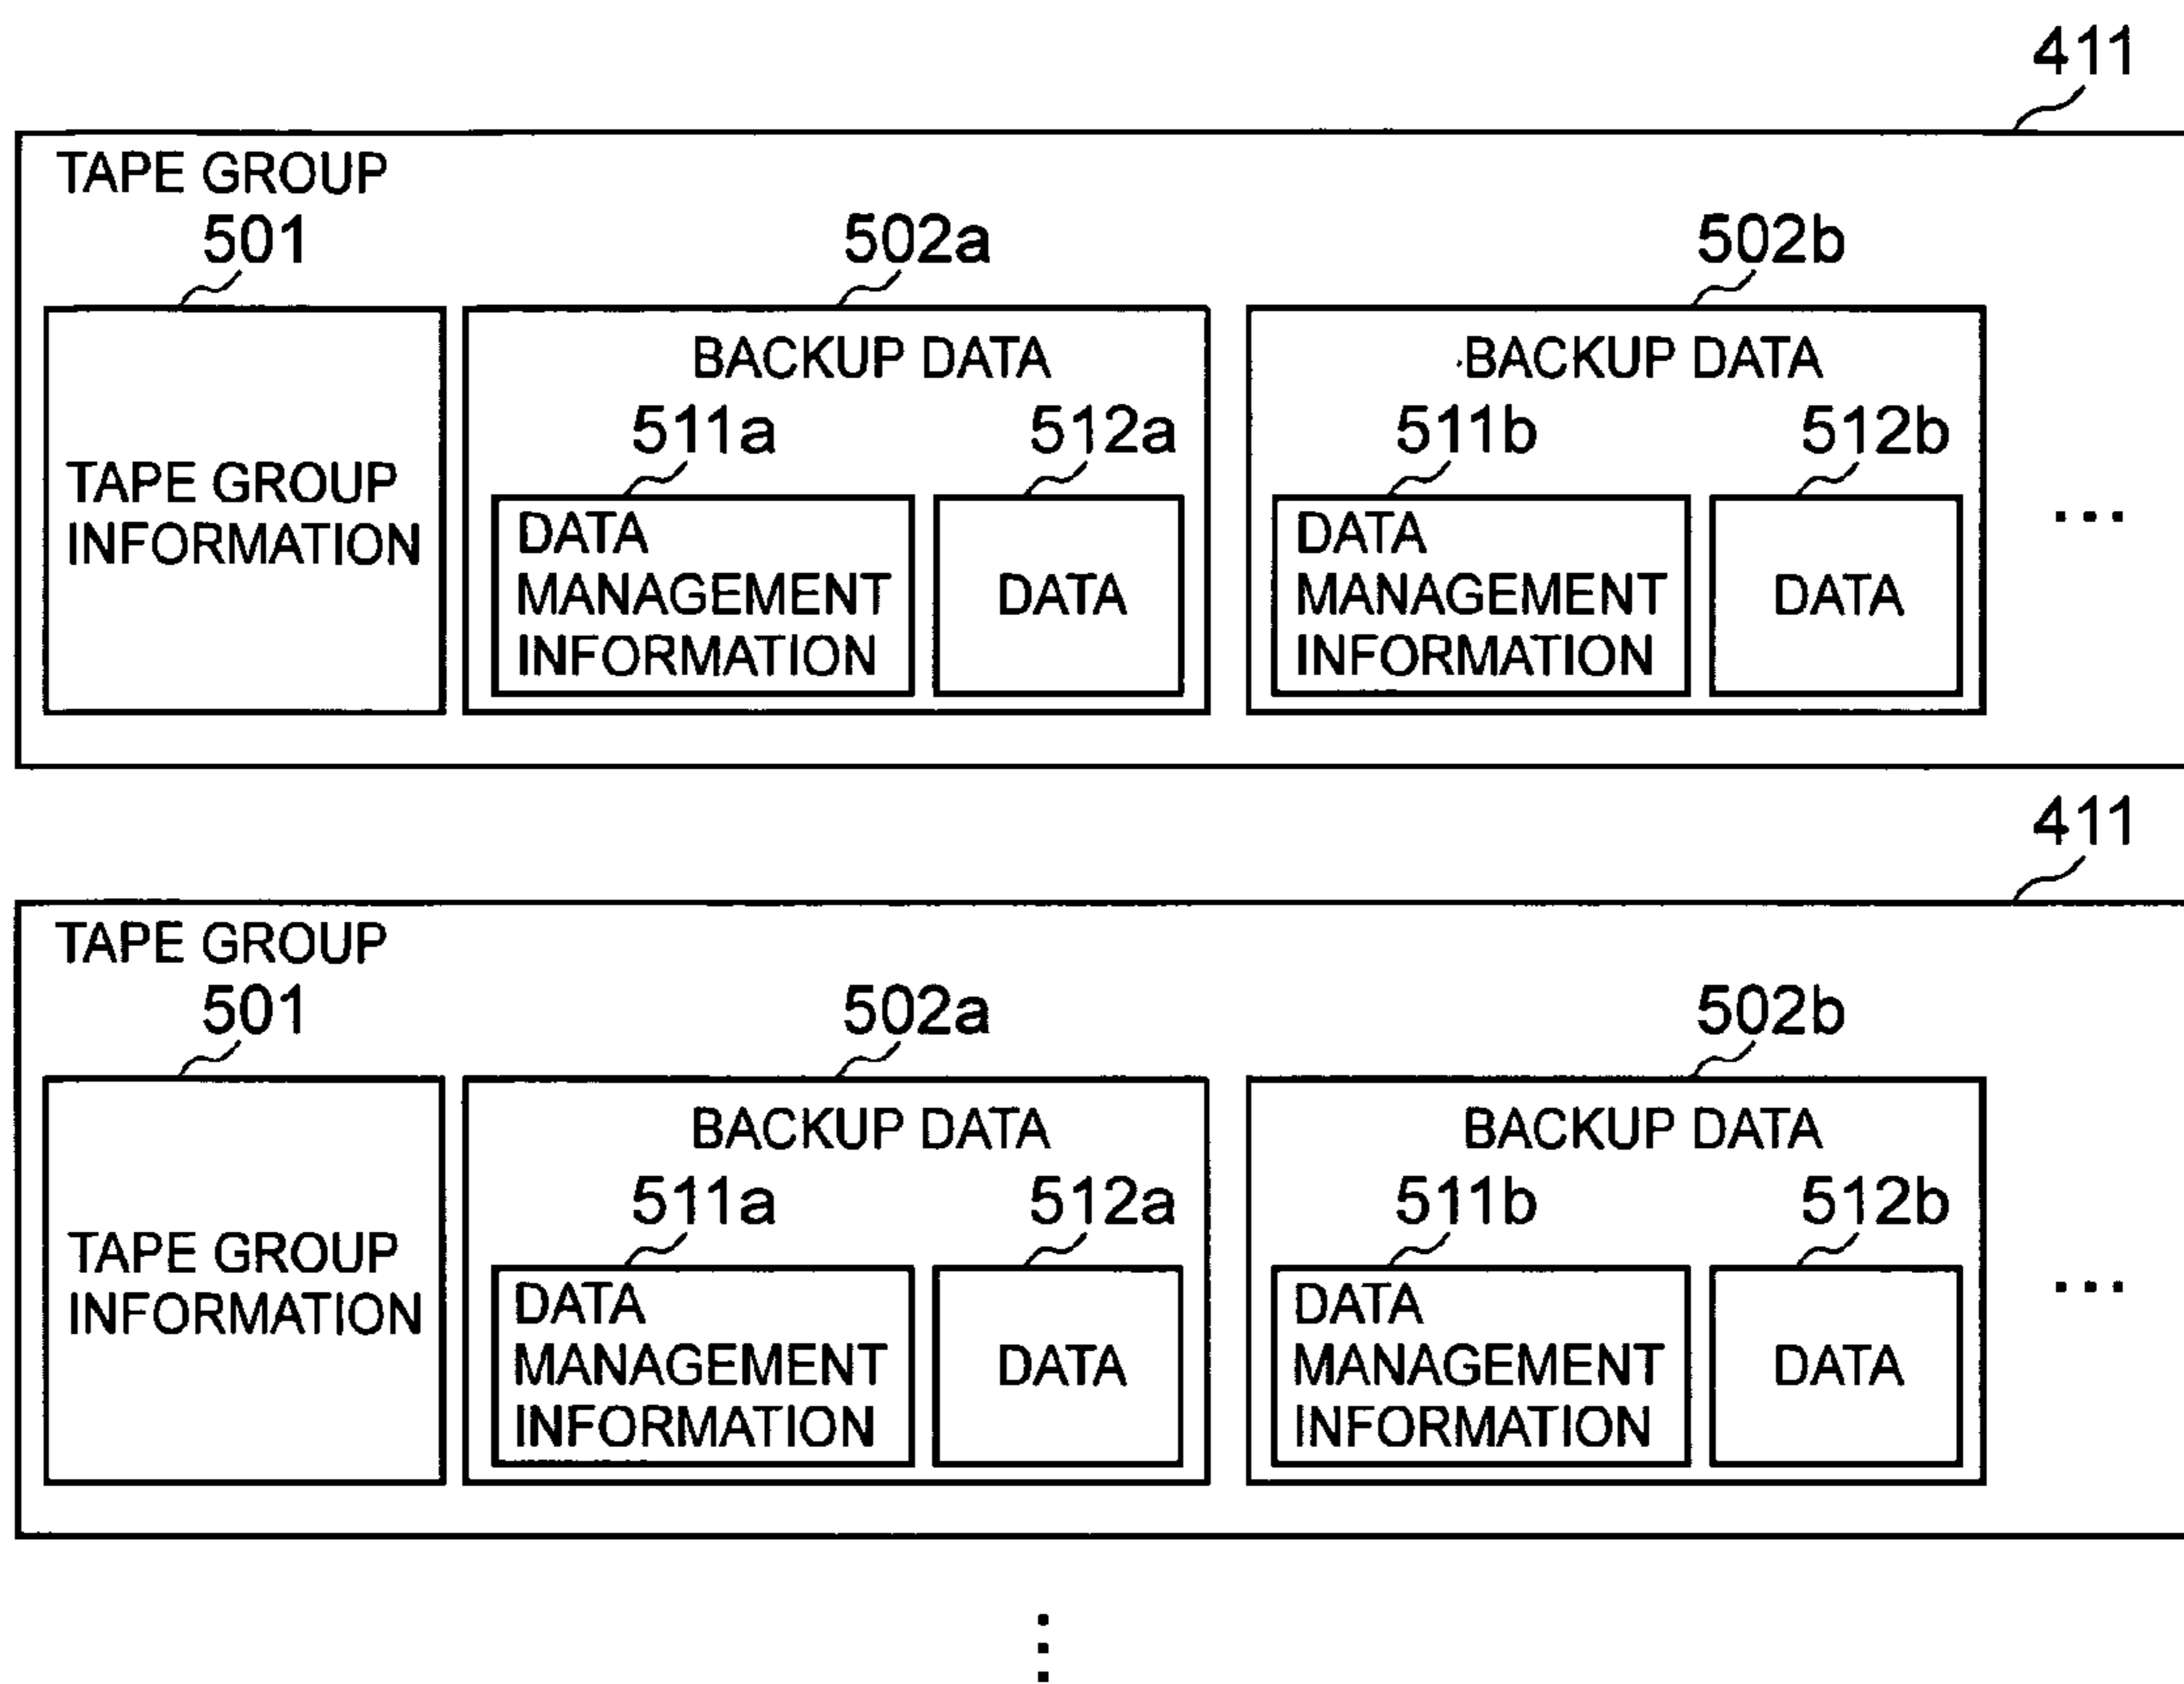 411
TAPE GROUP
501
502a
502b
TAPE GROUP
INFORMATION
BACKUP DATA
511a
512a
DATA
MANAGEMENT
INFORMATION
DATA
BACKUP DATA
511b
512b
DATA
MANAGEMENT
INFORMATION
DATA
...
411
TAPE GROUP
501
502a
502b
TAPE GROUP
INFORMATION
BACKUP DATA
511a
512a
DATA
MANAGEMENT
INFORMATION
DATA
BACKUP DATA
511b
512b
DATA
MANAGEMENT
INFORMATION
DATA
...
⋮